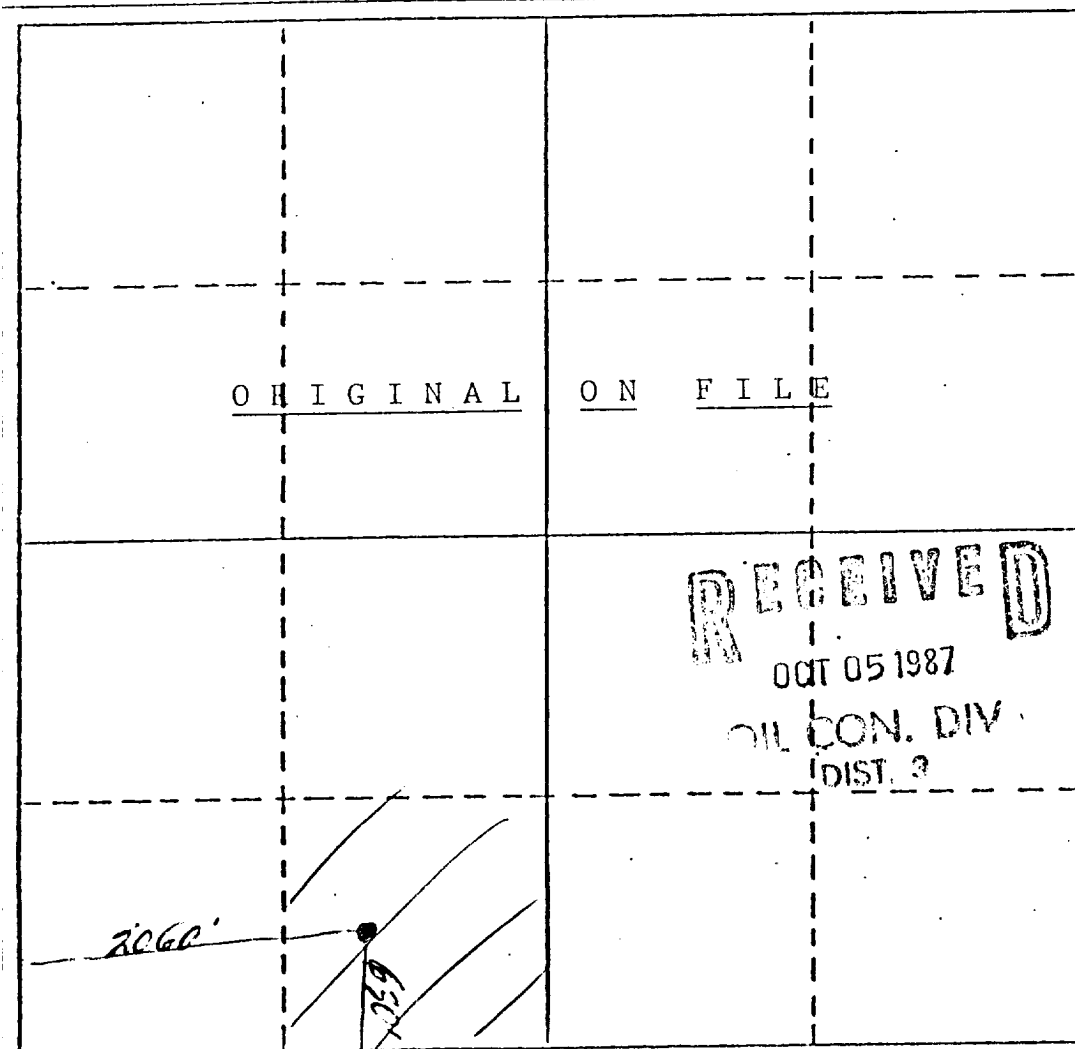 ORIGINAL ON FILE
RECEIVED
OCT 05 1987
OIL CON. DIV.
DIST. 3
2060'